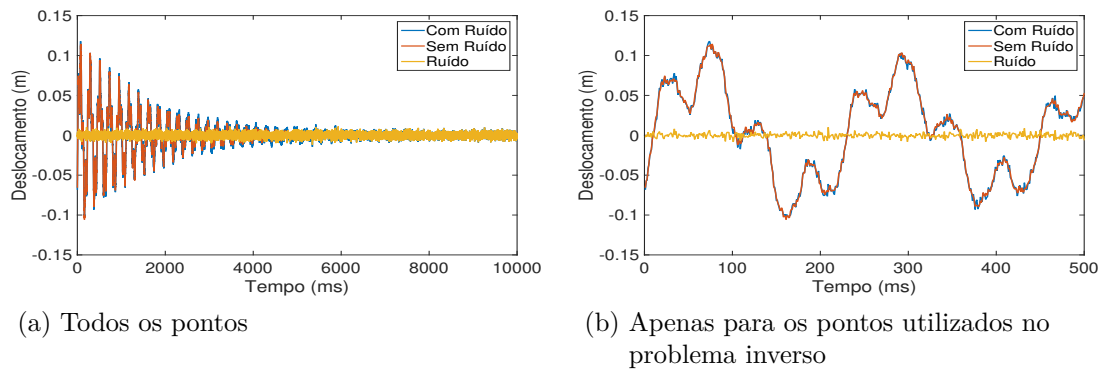 0.15
0.1
0.05
0
-0.05
-0.1
-0.15
Deslocamento (m)
0 2000 4000 6000 8000 10000
Tempo (ms)
Com Ruído
Sem Ruído
Ruído
(a) Todos os pontos
0.15
0.1
0.05
0
-0.05
-0.1
-0.15
Deslocamento (m)
0 100 200 300 400 500
Tempo (ms)
Com Ruído
Sem Ruído
Ruído
(b) Apenas para os pontos utilizados no
problema inverso